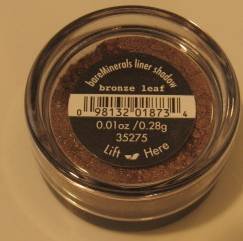 bareMinerals liner shadow
bronze leaf
0 98132 01873 4
0.01oz /0.28g
35275
Lift Here